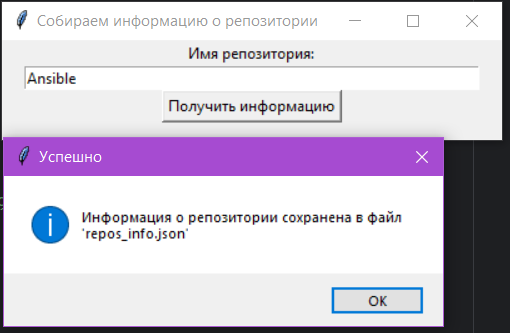 Собираем информацию о репозитории
Имя репозитория:
Ansible
Получить информацию
Успешно
Информация о репозитории сохранена в файл
'repos_info.json'
OK